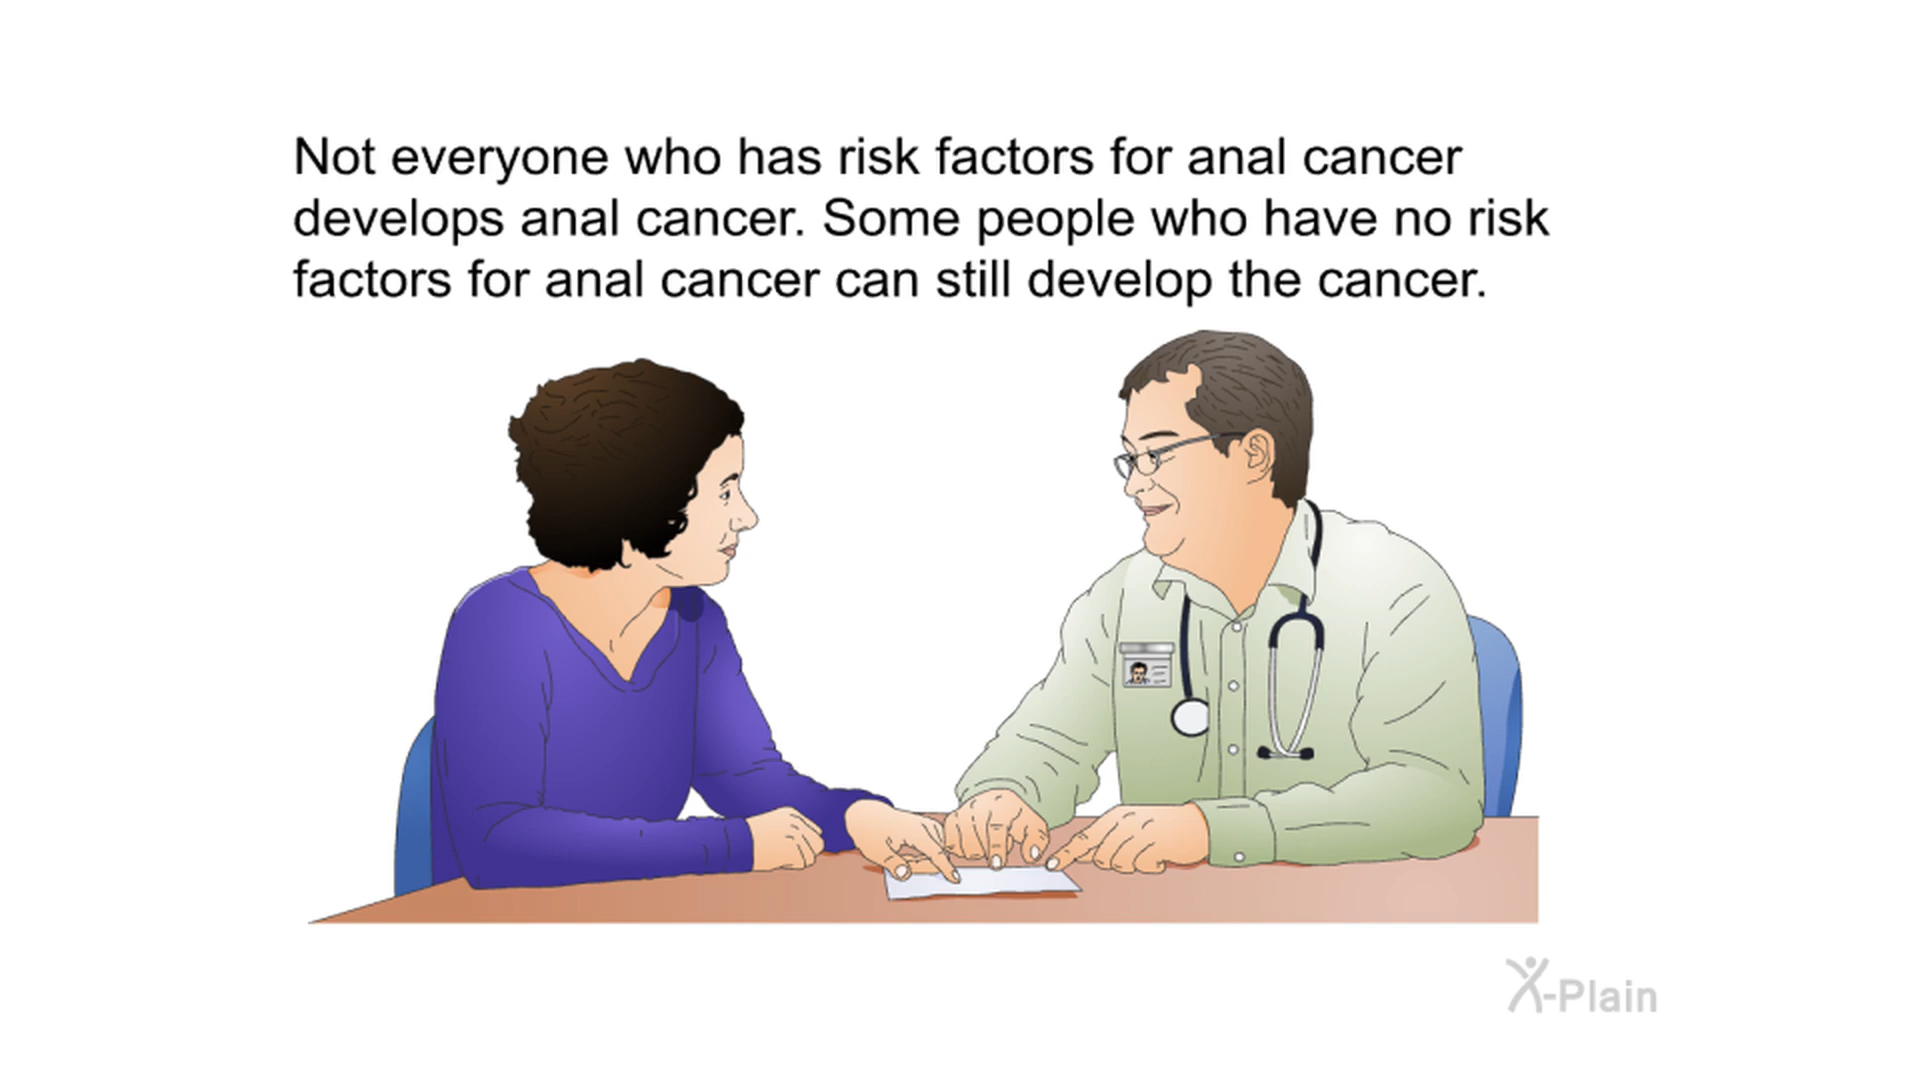 Not everyone who has risk factors for anal cancer
develops anal cancer. Some people who have no risk
factors for anal cancer can still develop the cancer.
X-Plain